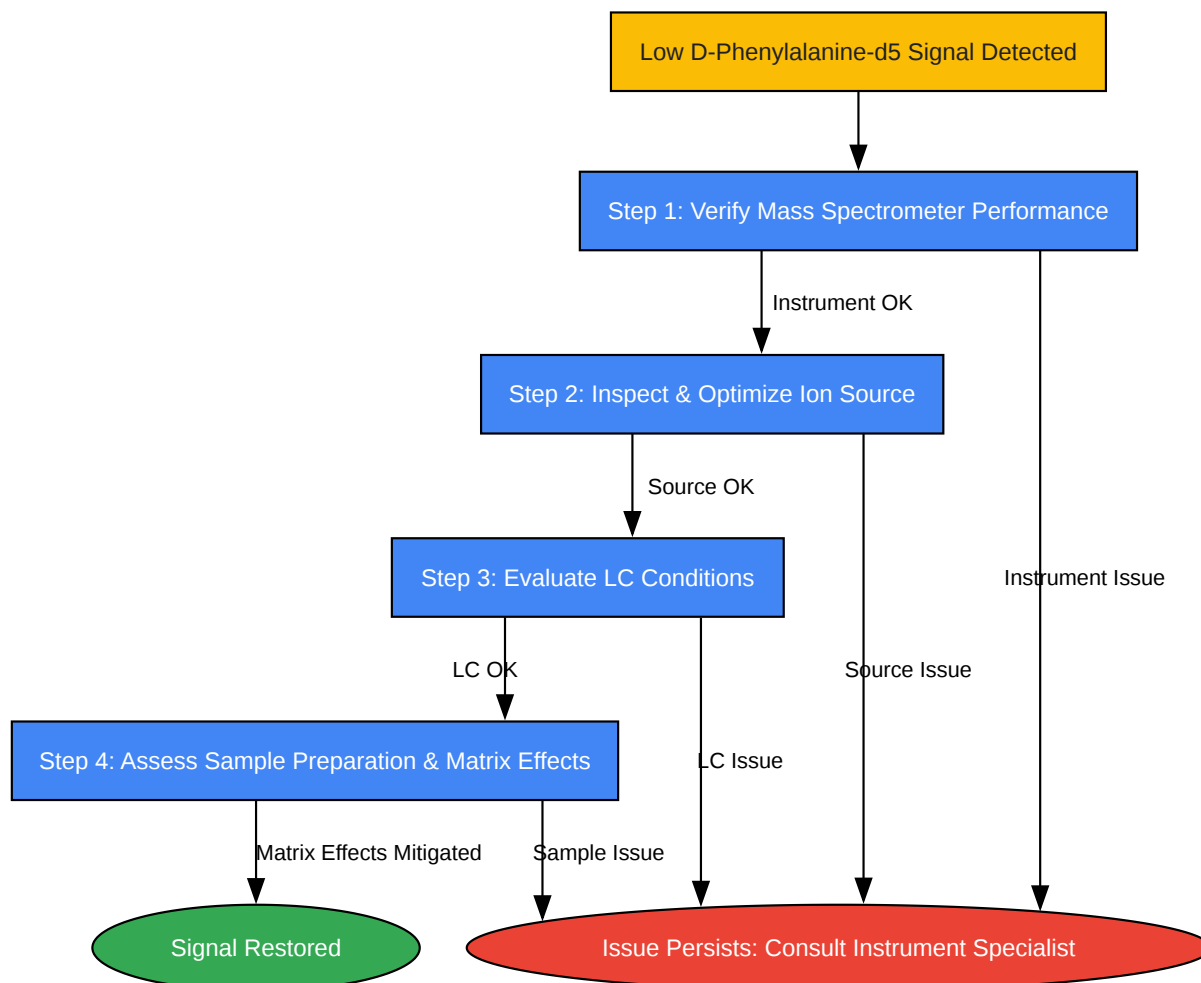 Low D-Phenylalanine-d5 Signal Detected
Step 1: Verify Mass Spectrometer Performance
Instrument OK
Step 2: Inspect & Optimize Ion Source
Source OK
Step 3: Evaluate LC Conditions
Instrument Issue
LC OK
Source Issue
Step 4: Assess Sample Preparation & Matrix Effects
LC Issue
Matrix Effects Mitigated
Sample Issue
Signal Restored
Issue Persists: Consult Instrument Specialist